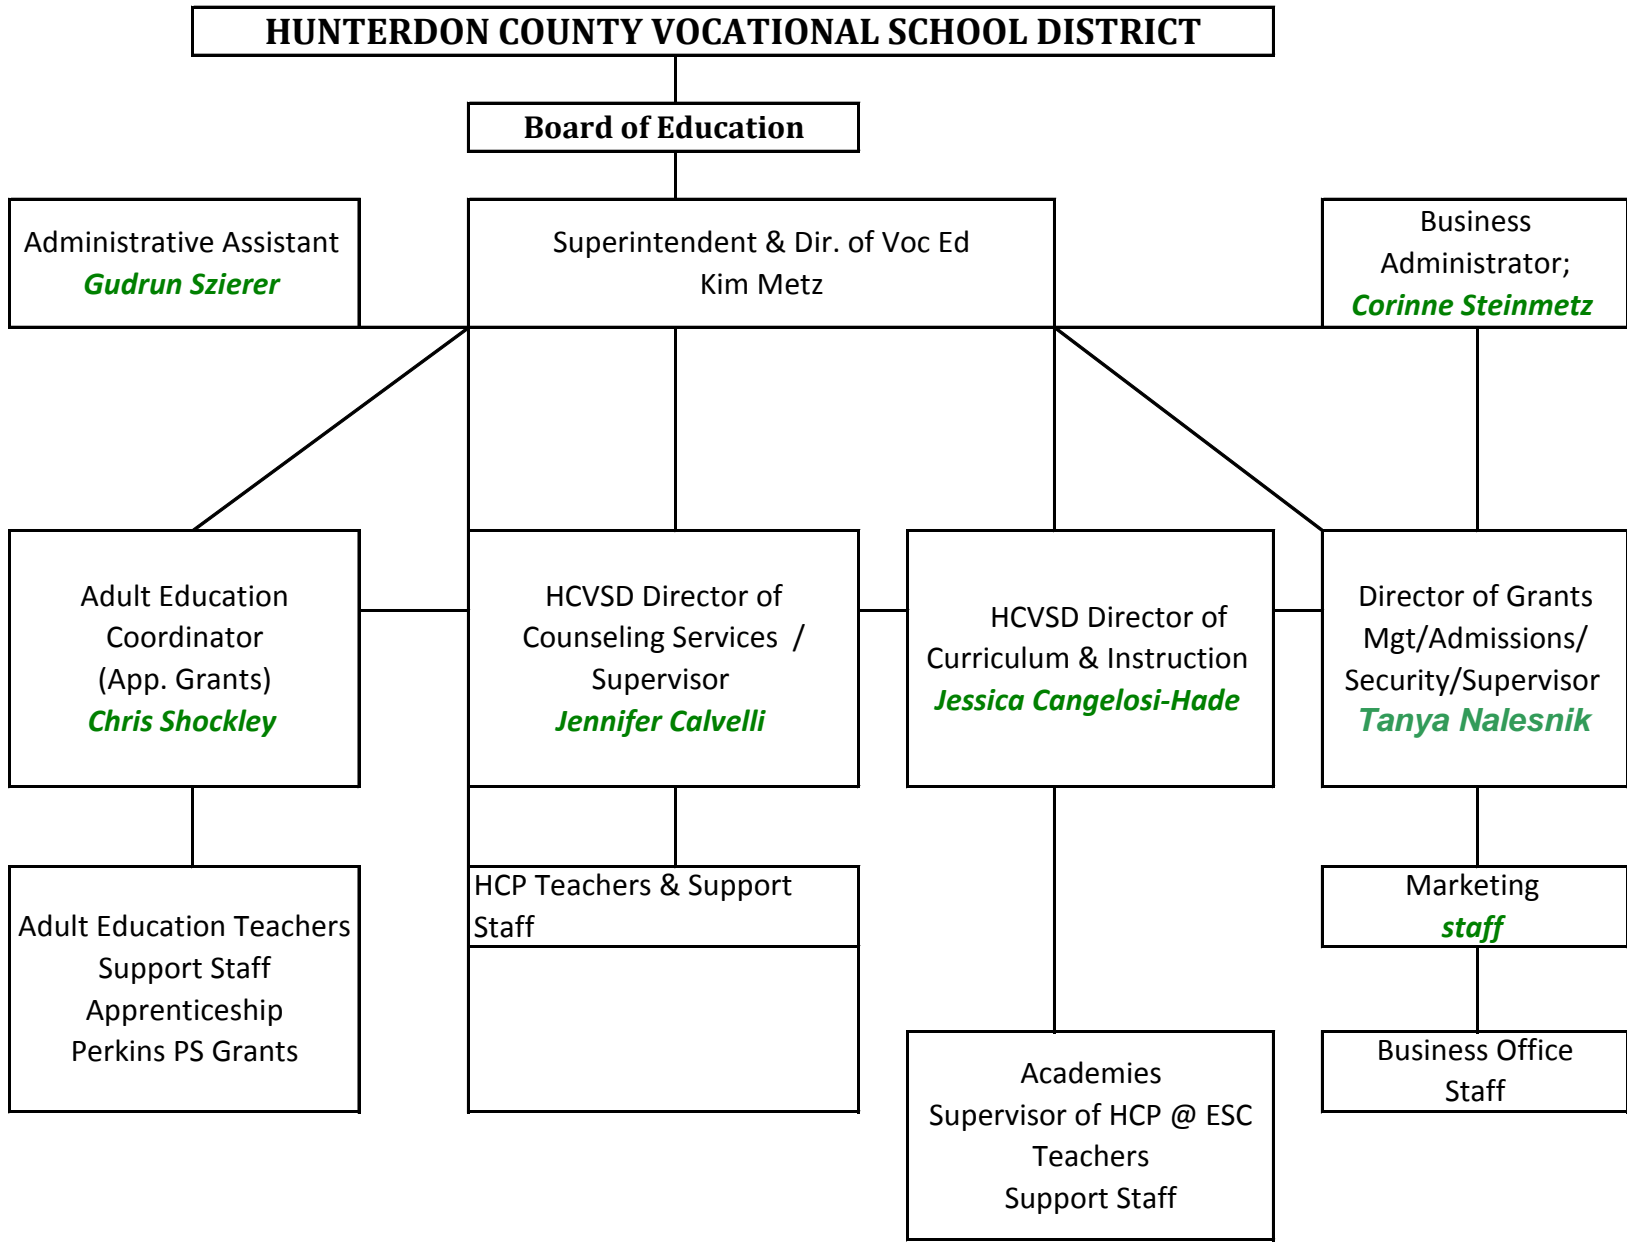 HUNTERDON COUNTY VOCATIONAL SCHOOL DISTRICT
Board of Education
Administrative Assistant
Gudrun Szierer
Superintendent & Dir. of Voc Ed
Kim Metz
Business
Administrator;
Corinne Steinmetz
Adult Education
Coordinator
(App. Grants)
Chris Shockley
HCVSD Director of
Counseling Services /
Supervisor
Jennifer Calvelli
HCVSD Director of
Curriculum & Instruction
Jessica Cangelosi-Hade
Director of Grants
Mgt/Admissions/
Security/Supervisor
Tanya Nalesnik
Adult Education Teachers
Support Staff
Apprenticeship
Perkins PS Grants
HCP Teachers & Support
Staff
Academies
Supervisor of HCP @ ESC
Teachers
Support Staff
Marketing
staff
Business Office
Staff